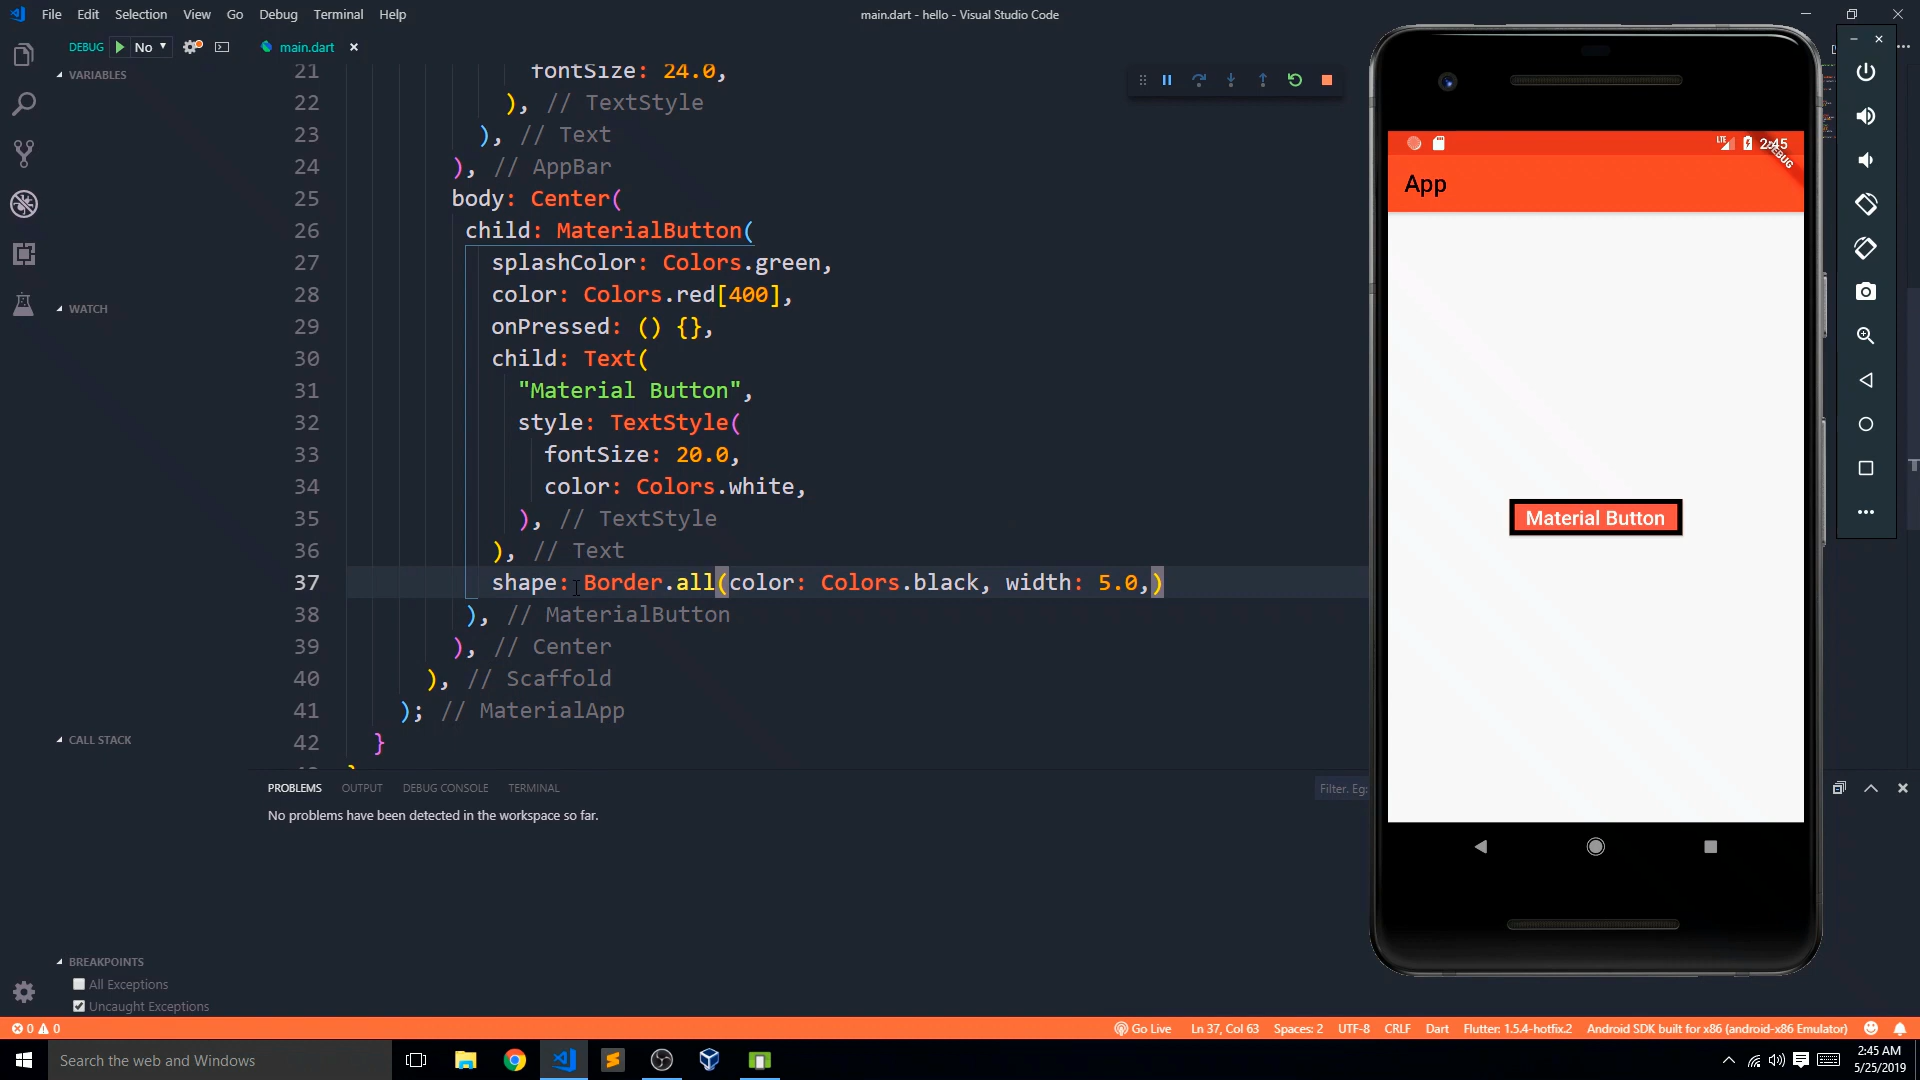 File Edit Selection View Go Debug Terminal Help
main.dart - hello - Visual Studio Code
DEBUG No
main.dart
VARIABLES
WATCH
CALL STACK
BREAKPOINTS
All Exceptions
Uncaught Exceptions
21 fontSize: 24.0,
22 ), // TextStyle
23 ), // Text
24 ), // AppBar
25 body: Center(
26 child: MaterialButton(
27 splashColor: Colors.green,
28 color: Colors.red[400],
29 onPressed: () {},
30 child: Text(
31 "Material Button",
32 style: TextStyle(
33 fontSize: 20.0,
34 color: Colors.white,
35 ), // TextStyle
36 ), // Text
37 shape: Border.all(color: Colors.black, width: 5.0,)
38 ), // MaterialButton
39 ), // Center
40 ), // Scaffold
41 ); // MaterialApp
42 }
}
PROBLEMS OUTPUT DEBUG CONSOLE TERMINAL
Filter. Eg:
No problems have been detected in the workspace so far.
LTE 2:45
DEBUG
App
Material Button
0 0
Go Live Ln 37, Col 63 Spaces: 2 UTF-8 CRLF Dart Flutter: 1.5.4-hotfix.2 Android SDK built for x86 (android-x86 Emulator)
Search the web and Windows
2:45 AM
5/25/2019